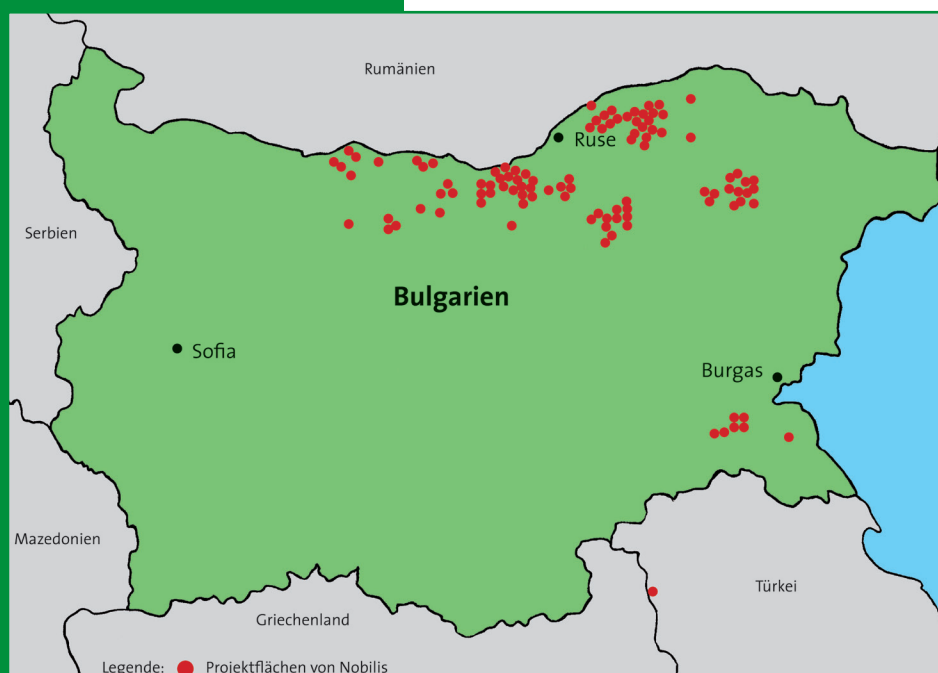 Rumänien
Ruse
Serbien
Bulgarien
Sofia
Burgas
Mazedonien
Türkei
Griechenland
Legende: Projektflächen von Nobilis